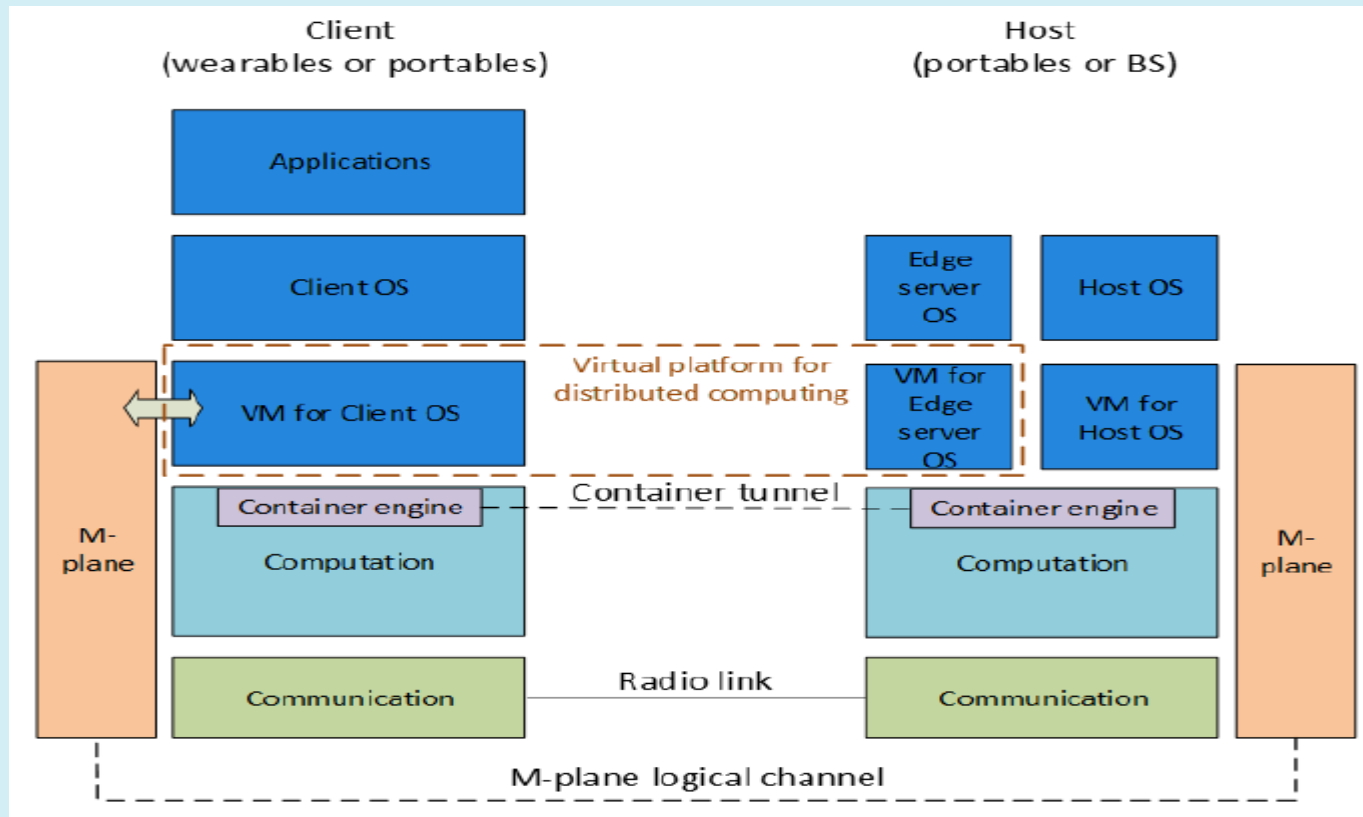 Client
(wearables or portables)
Host
(portables or BS)
Applications
Client OS
Edge
server
OS
Host OS
Virtual platform for
distributed computing
VM for Client OS
VM for
Edge
server
OS
VM for
Host OS
M-
plane
Container engine
Container tunnel
Container engine
Computation
Computation
M-
plane
Communication
Radio link
Communication
M-plane logical channel